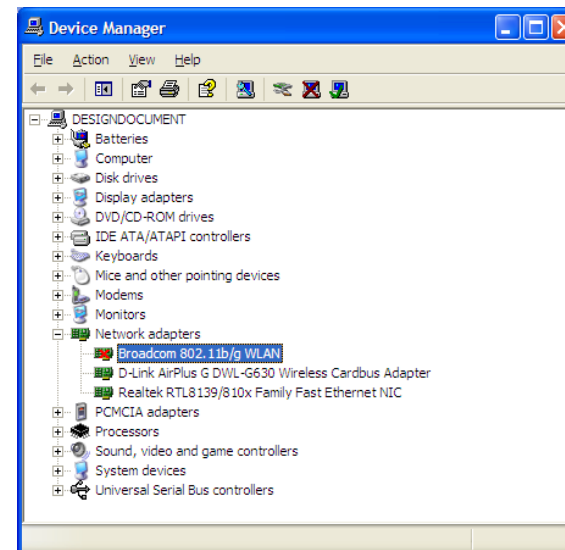 Device Manager
File Action View Help
DESIGNDOCUMENT
Batteries
Computer
Disk drives
Display adapters
DVD/CD-ROM drives
IDE ATA/ATAPI controllers
Keyboards
Mice and other pointing devices
Modems
Monitors
Network adapters
Broadcom 802.11b/g WLAN
D-Link AirPlus G DWL-G630 Wireless Cardbus Adapter
Realtek RTL8139/810x Family Fast Ethernet NIC
PCMCIA adapters
Processors
Sound, video and game controllers
System devices
Universal Serial Bus controllers